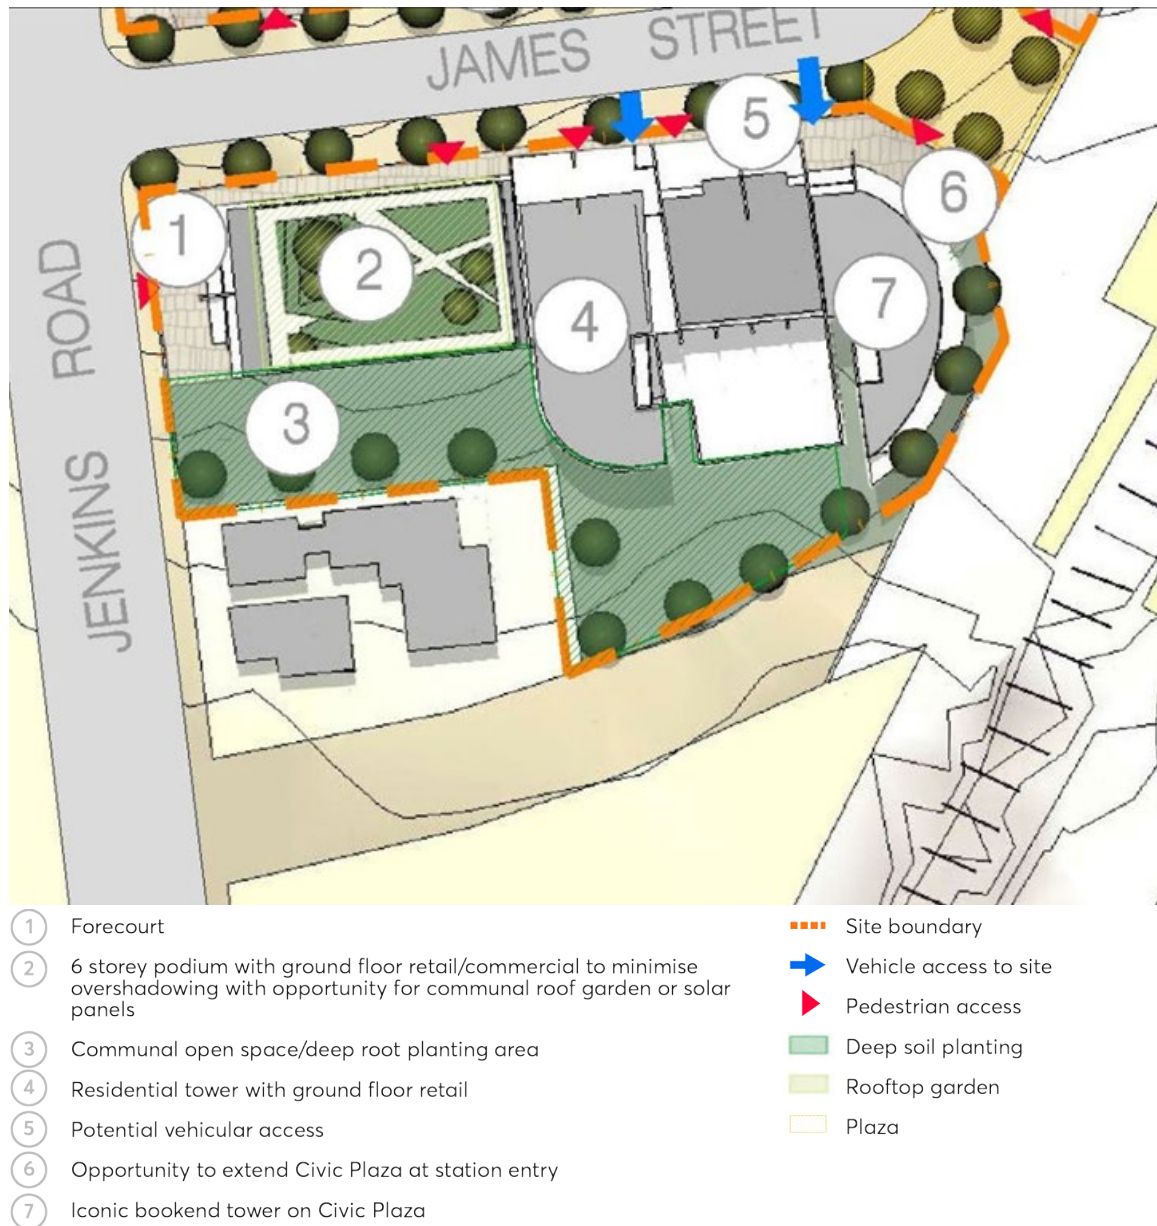 JAMES STREET
JENKINS ROAD
1
2
3
4
5
6
7
1 Forecourt
2 6 storey podium with ground floor retail/commercial to minimise
overshadowing with opportunity for communal roof garden or solar
panels
3 Communal open space/deep root planting area
4 Residential tower with ground floor retail
5 Potential vehicular access
6 Opportunity to extend Civic Plaza at station entry
7 Iconic bookend tower on Civic Plaza
Site boundary
Vehicle access to site
Pedestrian access
Deep soil planting
Rooftop garden
Plaza